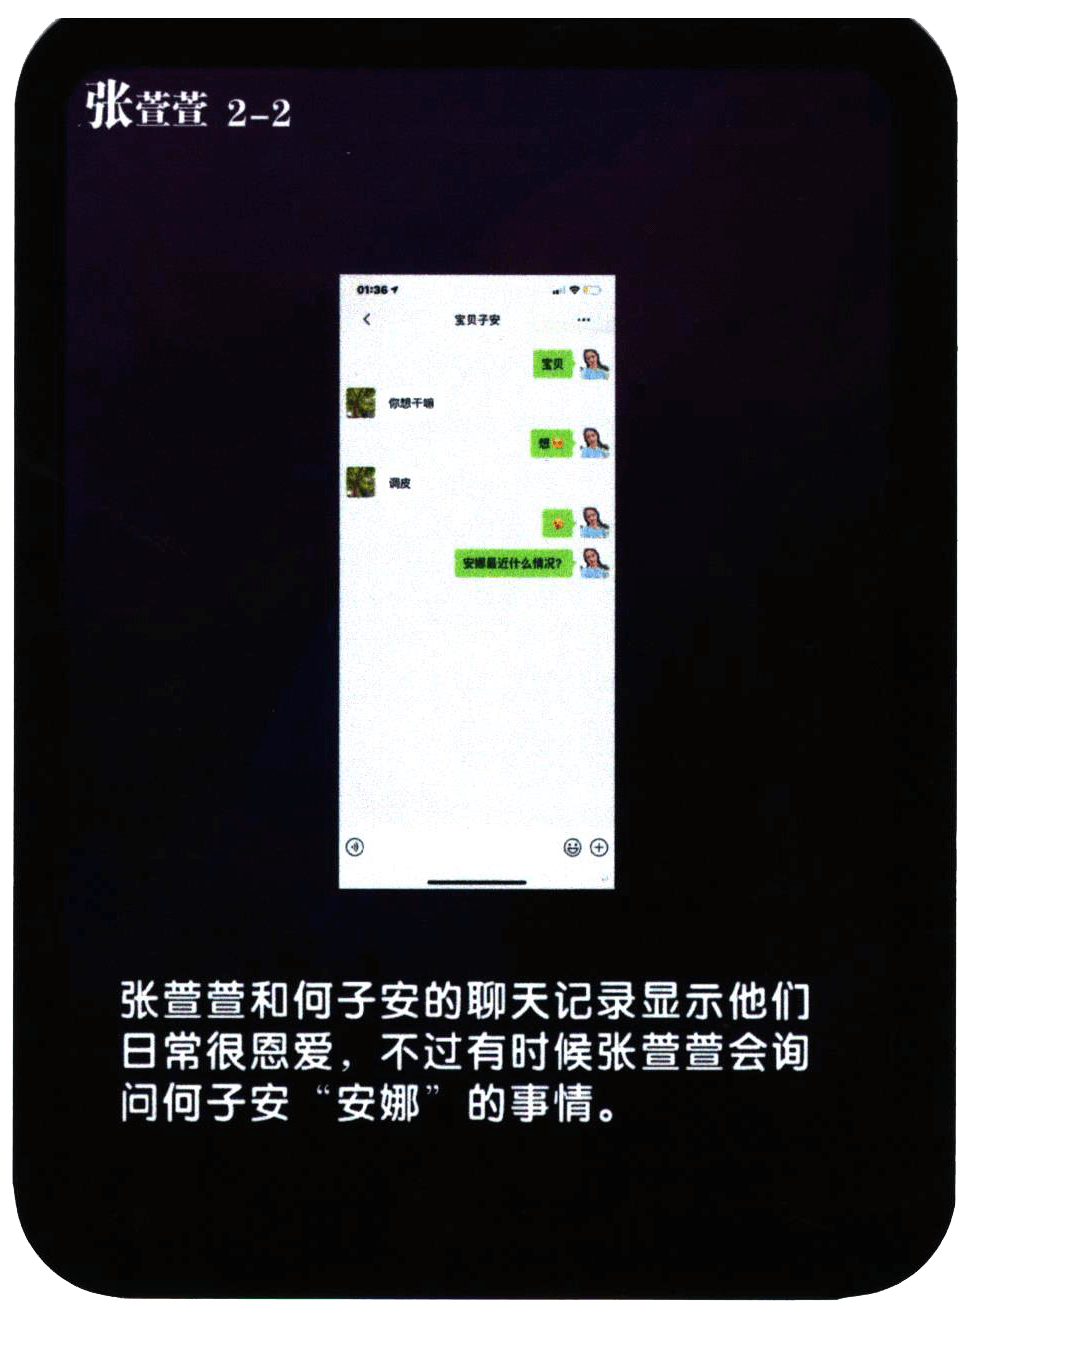 张萱萱 2-2
01:36
宝贝子安
宝贝
你想干嘛
想
调皮
安娜最近什么情况?
张萱萱和何子安的聊天记录显示他们
日常很恩爱，不过有时候张萱萱会询
问何子安“安娜”的事情。